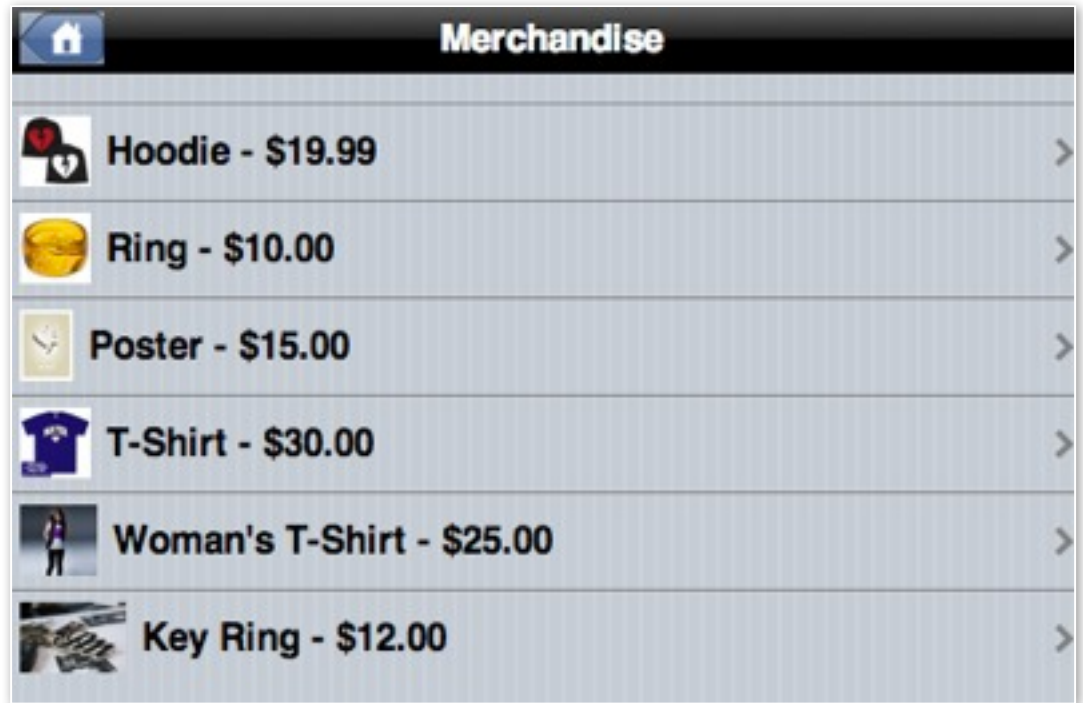 Merchandise
Hoodie - $19.99
Ring - $10.00
Poster - $15.00
T-Shirt - $30.00
Woman's T-Shirt - $25.00
Key Ring - $12.00